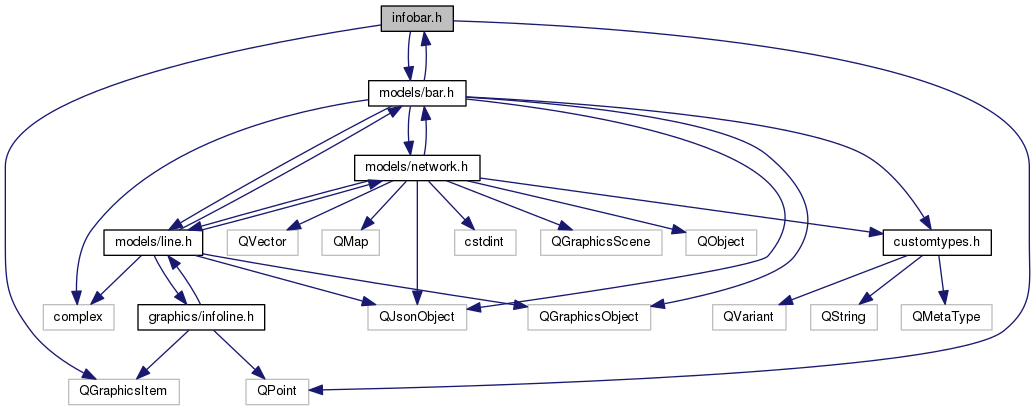 infobar.h
models/bar.h
models/network.h
models/line.h
QVector
QMap
cstdint
QGraphicsScene
QObject
customtypes.h
complex
graphics/infoline.h
QJsonObject
QGraphicsObject
QVariant
QString
QMetaType
QGraphicsItem
QPoint